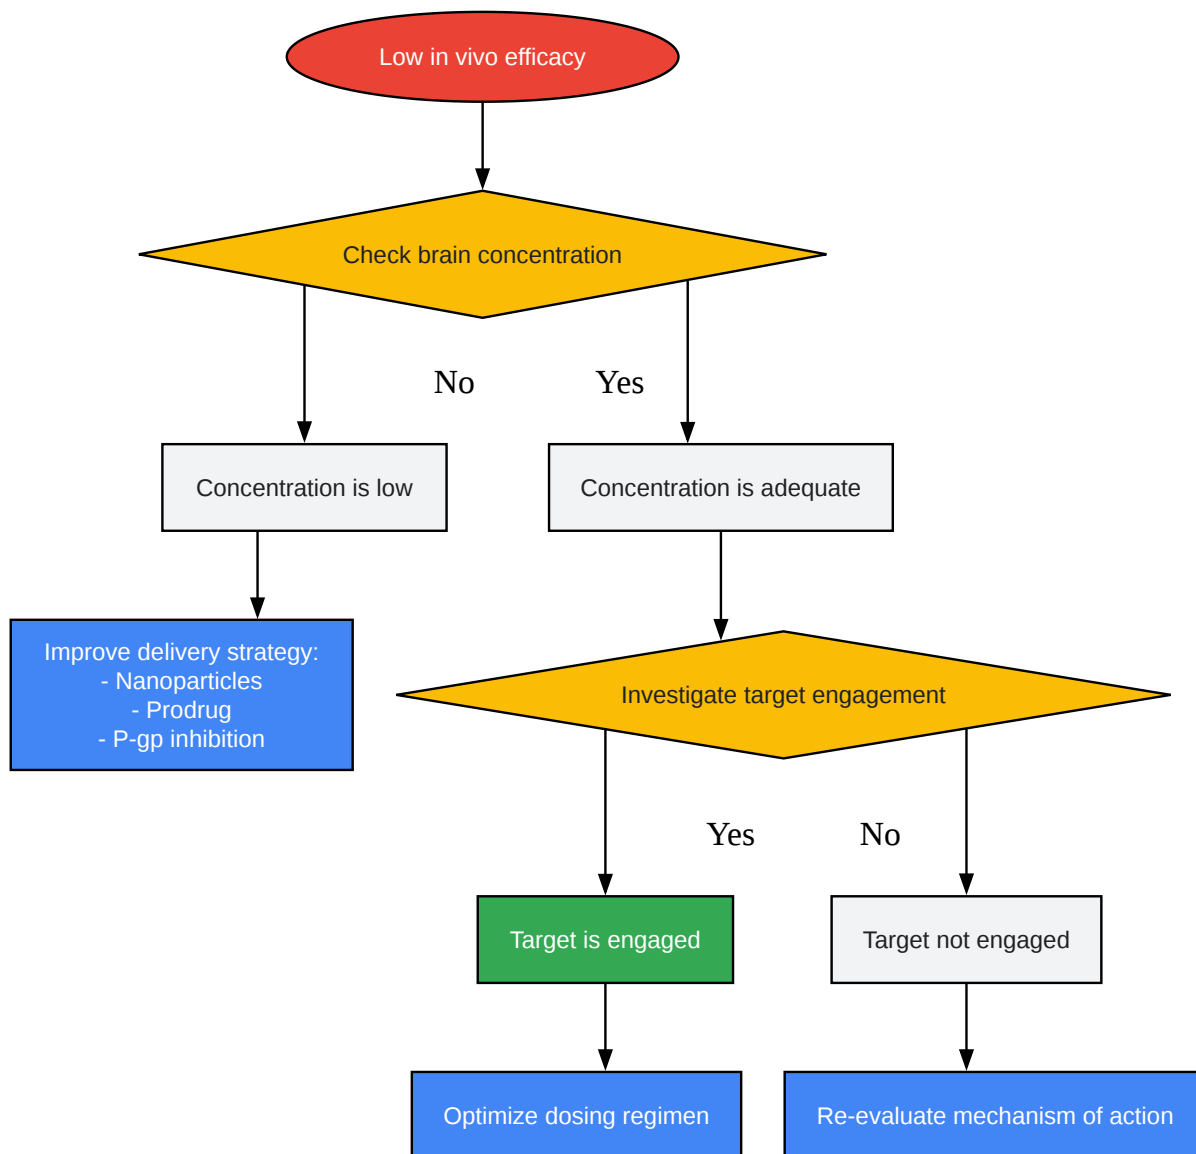 Low in vivo efficacy
Check brain concentration
No
Yes
Concentration is low
Concentration is adequate
Improve delivery strategy:
- Nanoparticles
- Prodrug
- P-gp inhibition
Investigate target engagement
Yes
No
Target is engaged
Target not engaged
Optimize dosing regimen
Re-evaluate mechanism of action